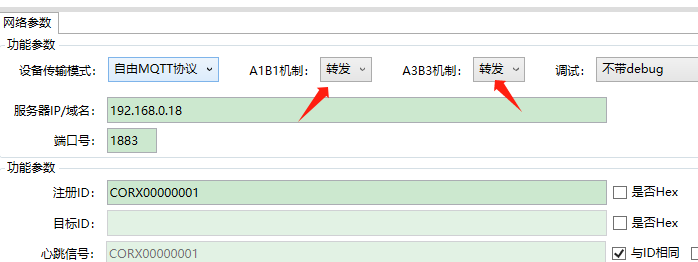 网络参数
功能参数
设备传输模式： 自由MQTT协议 A1B1机制： 转发 A3B3机制： 转发 调试： 不带debug
服务器IP/域名： 192.168.0.18
端口号： 1883
功能参数
注册ID： CORX00000001 是否Hex
目标ID： 是否Hex
心跳信号： CORX00000001 与ID相同